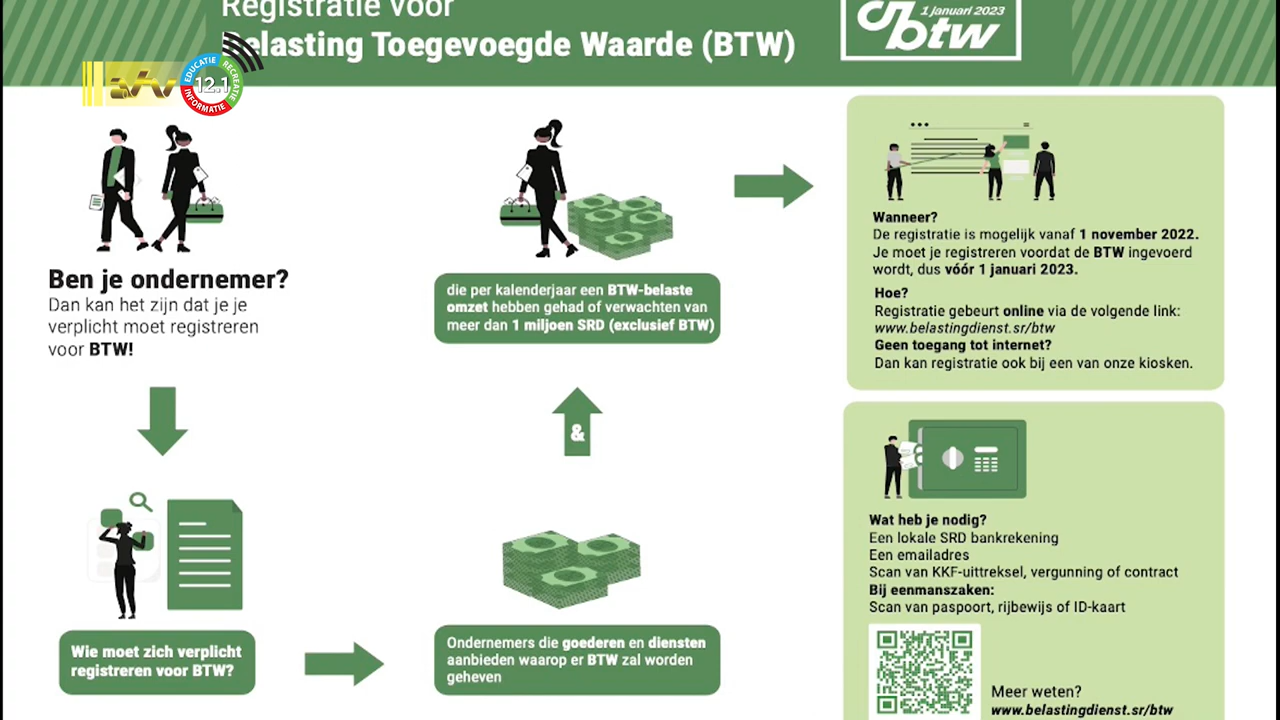 Registratie voor
Belasting Toegevoegde Waarde (BTW)
1 januari 2023
btw
EDUCATIE
RECREATIE
INFORMATIE
12.1
Ben je ondernemer?
Dan kan het zijn dat je je
verplicht moet registreren
voor BTW!
Wie moet zich verplicht
registreren voor BTW?
Ondernemers die goederen en diensten
aanbieden waarop er BTW zal worden
geheven
&
die per kalenderjaar een BTW-belaste
omzet hebben gehad of verwachten van
meer dan 1 miljoen SRD (exclusief BTW)
Wanneer?
De registratie is mogelijk vanaf 1 november 2022.
Je moet je registreren voordat de BTW ingevoerd
wordt, dus vóór 1 januari 2023.
Hoe?
Registratie gebeurt online via de volgende link:
www.belastingdienst.sr/btw
Geen toegang tot internet?
Dan kan registratie ook bij een van onze kiosken.
Wat heb je nodig?
Een lokale SRD bankrekening
Een emailadres
Scan van KKF-uittreksel, vergunning of contract
Bij eenmanszaken:
Scan van paspoort, rijbewijs of ID-kaart
Meer weten?
www.belastingdienst.sr/btw